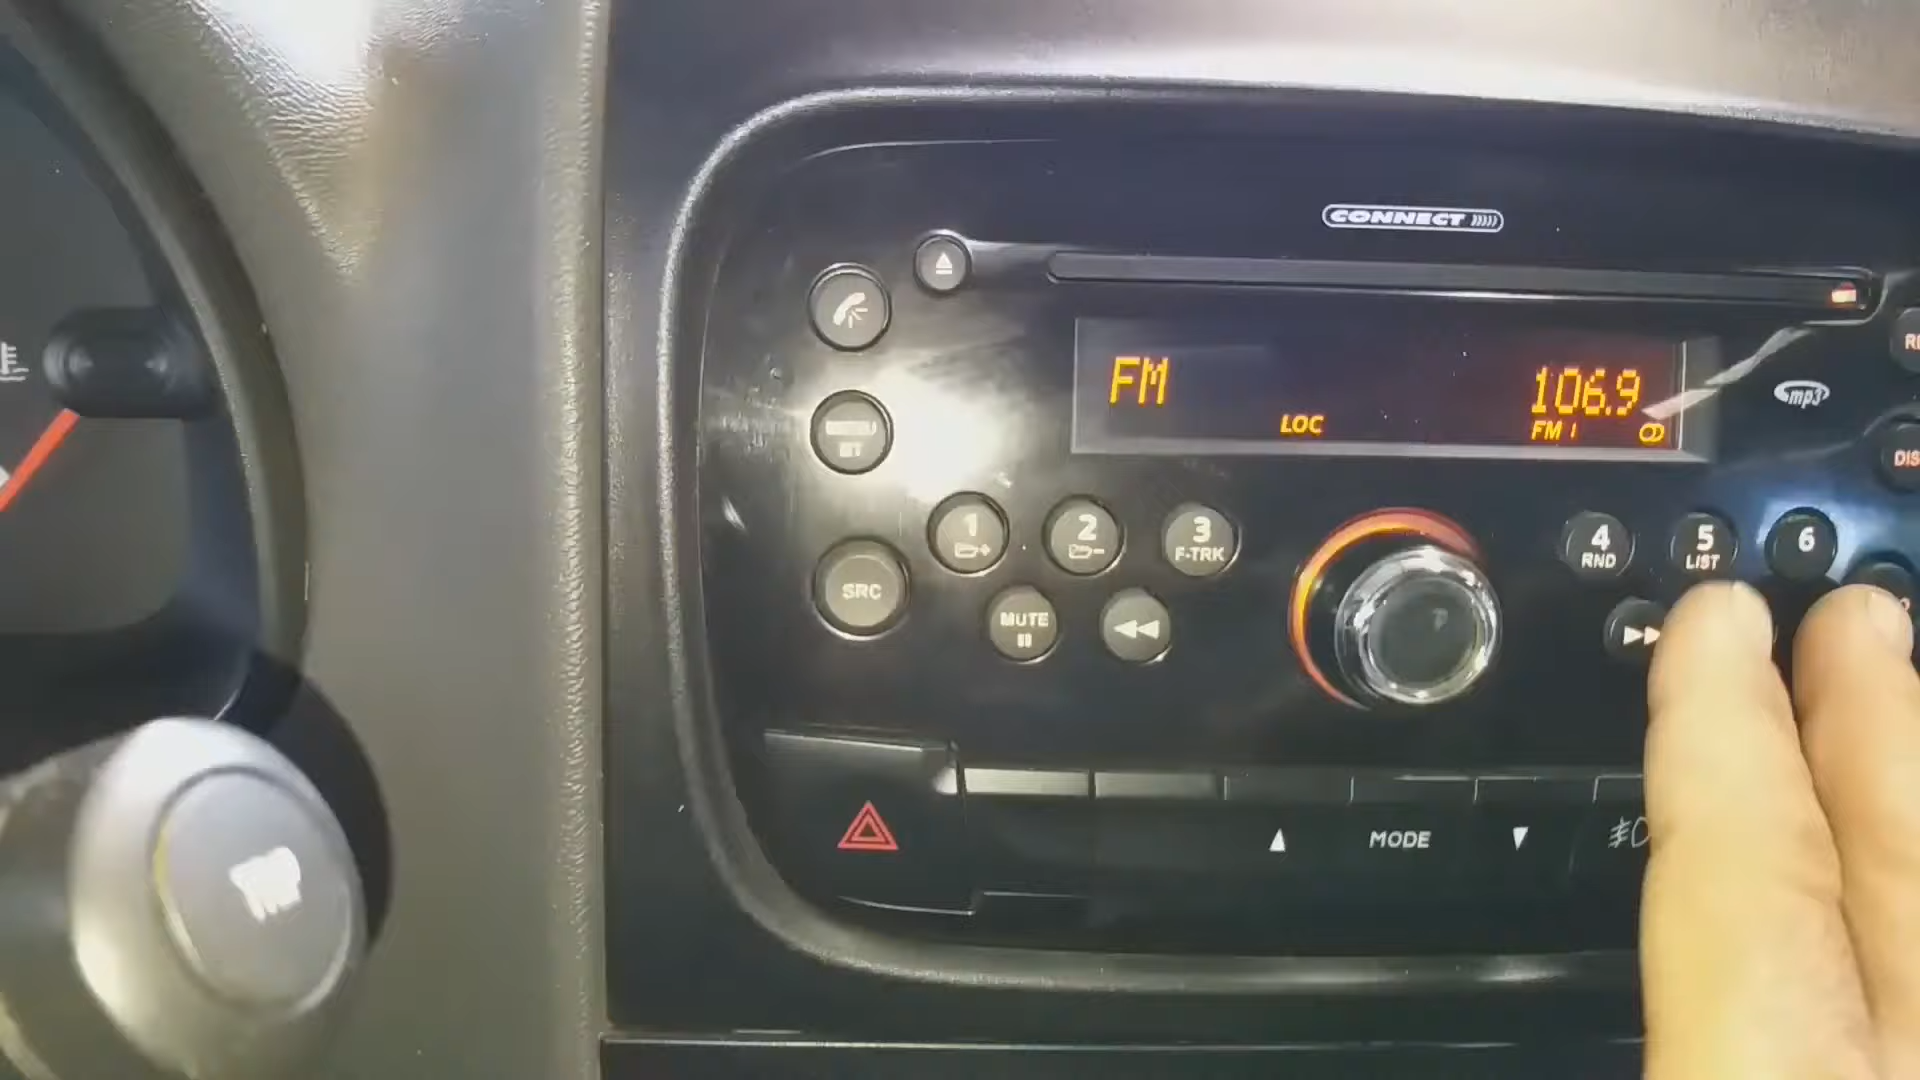 CONNECT
FM 106.9
LOC FM 1
mp3
DIS
1 2 3 F-TRK
4 RND
5 LIST
6
SRC
MUTE
MODE